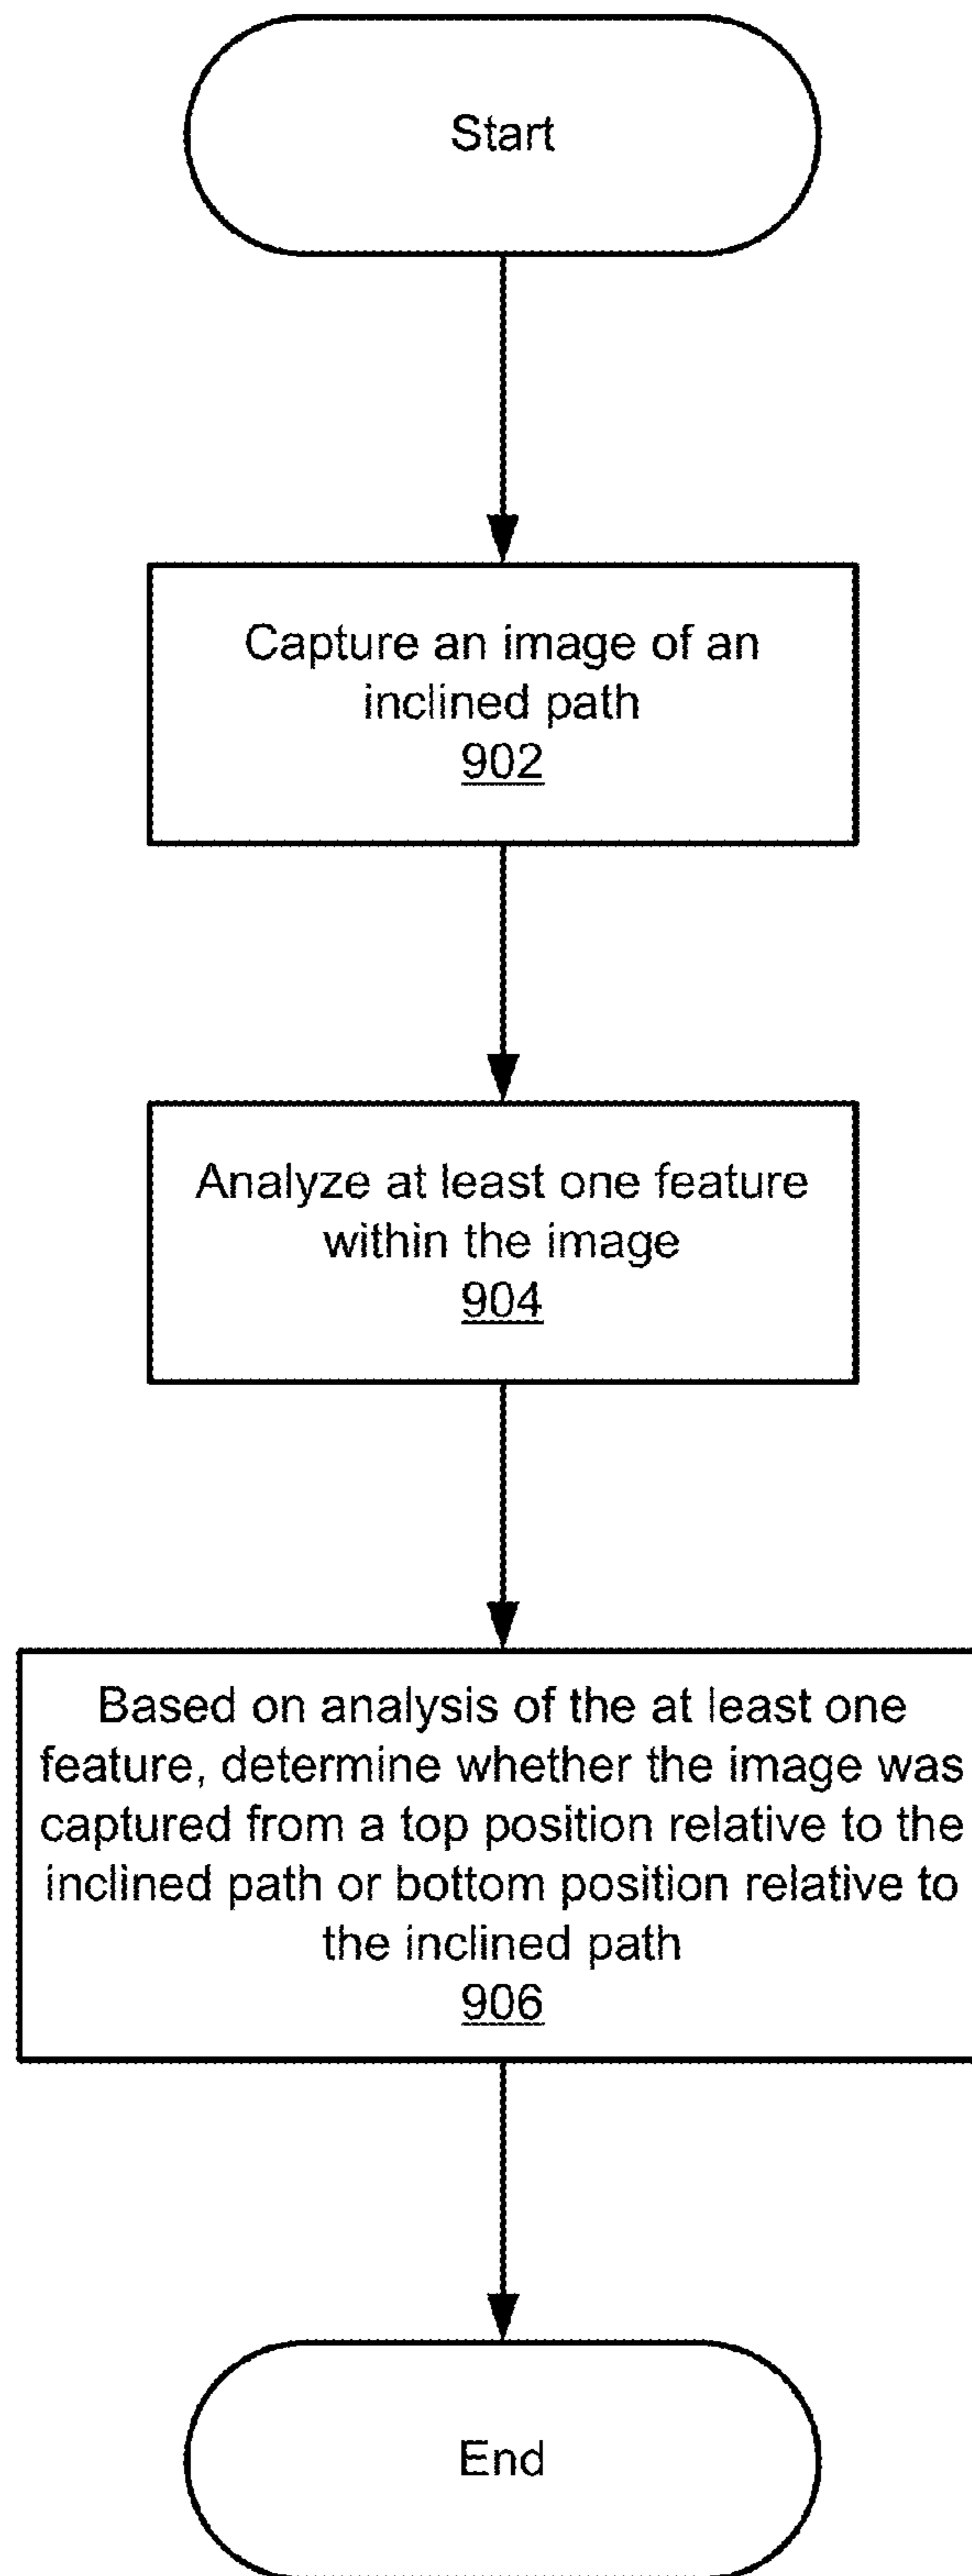 Start
Capture an image of an
inclined path
902
Analyze at least one feature
within the image
904
Based on analysis of the at least one
feature, determine whether the image was
captured from a top position relative to the
inclined path or bottom position relative to
the inclined path
906
End